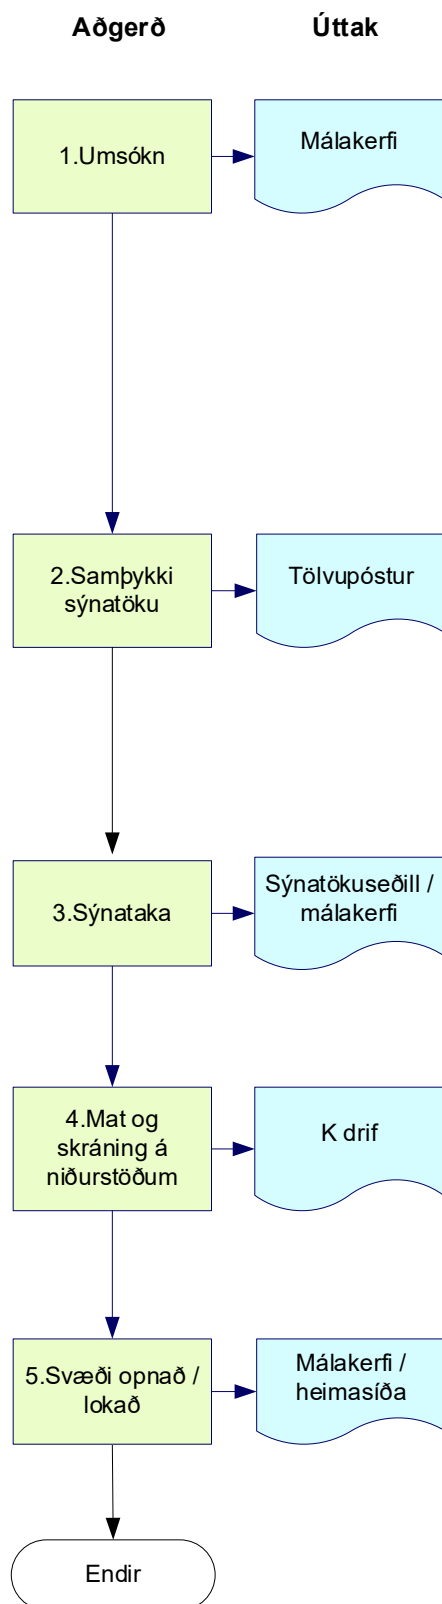 Aðgerð
Úttak
1.Umsókn
Málakerfi
2.Samþykki
sýnatöku
Tölvupóstur
3.Sýnataka
Sýnatökuseðill /
málakerfi
4.Mat og
skráning á
niðurstöðum
K drif
5.Svæði opnað /
lokað
Málakerfi /
heimasíða
Endir